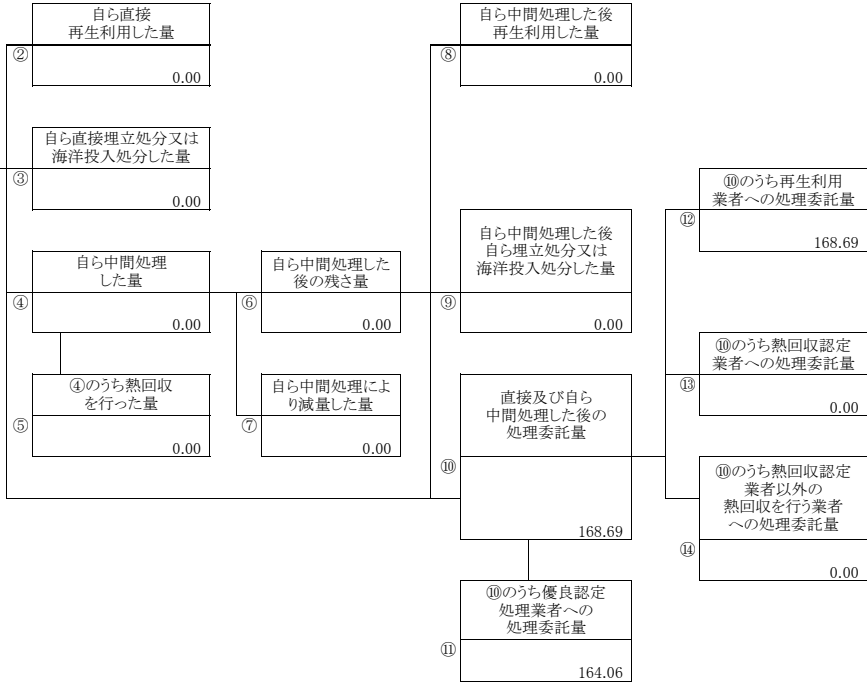 自ら直接
再生利用した量
②
0.00
自ら中間処理した後
再生利用した量
⑧
0.00
自ら直接埋立処分又は
海洋投入処分した量
③
0.00
⑩のうち再生利用
業者への処理委託量
⑫
168.69
自ら中間処理
した量
④
0.00
自ら中間処理した
後の残さ量
⑥
0.00
自ら中間処理した後
自ら埋立処分又は
海洋投入処分した量
⑨
0.00
⑩のうち熱回収認定
業者への処理委託量
⑬
0.00
④のうち熱回収
を行った量
⑤
0.00
自ら中間処理によ
り減量した量
⑦
0.00
直接及び自ら
中間処理した後の
処理委託量
⑩
168.69
⑩のうち熱回収認定
業者以外の
熱回収を行う業者
への処理委託量
⑭
0.00
⑩のうち優良認定
処理業者への
処理委託量
⑪
164.06